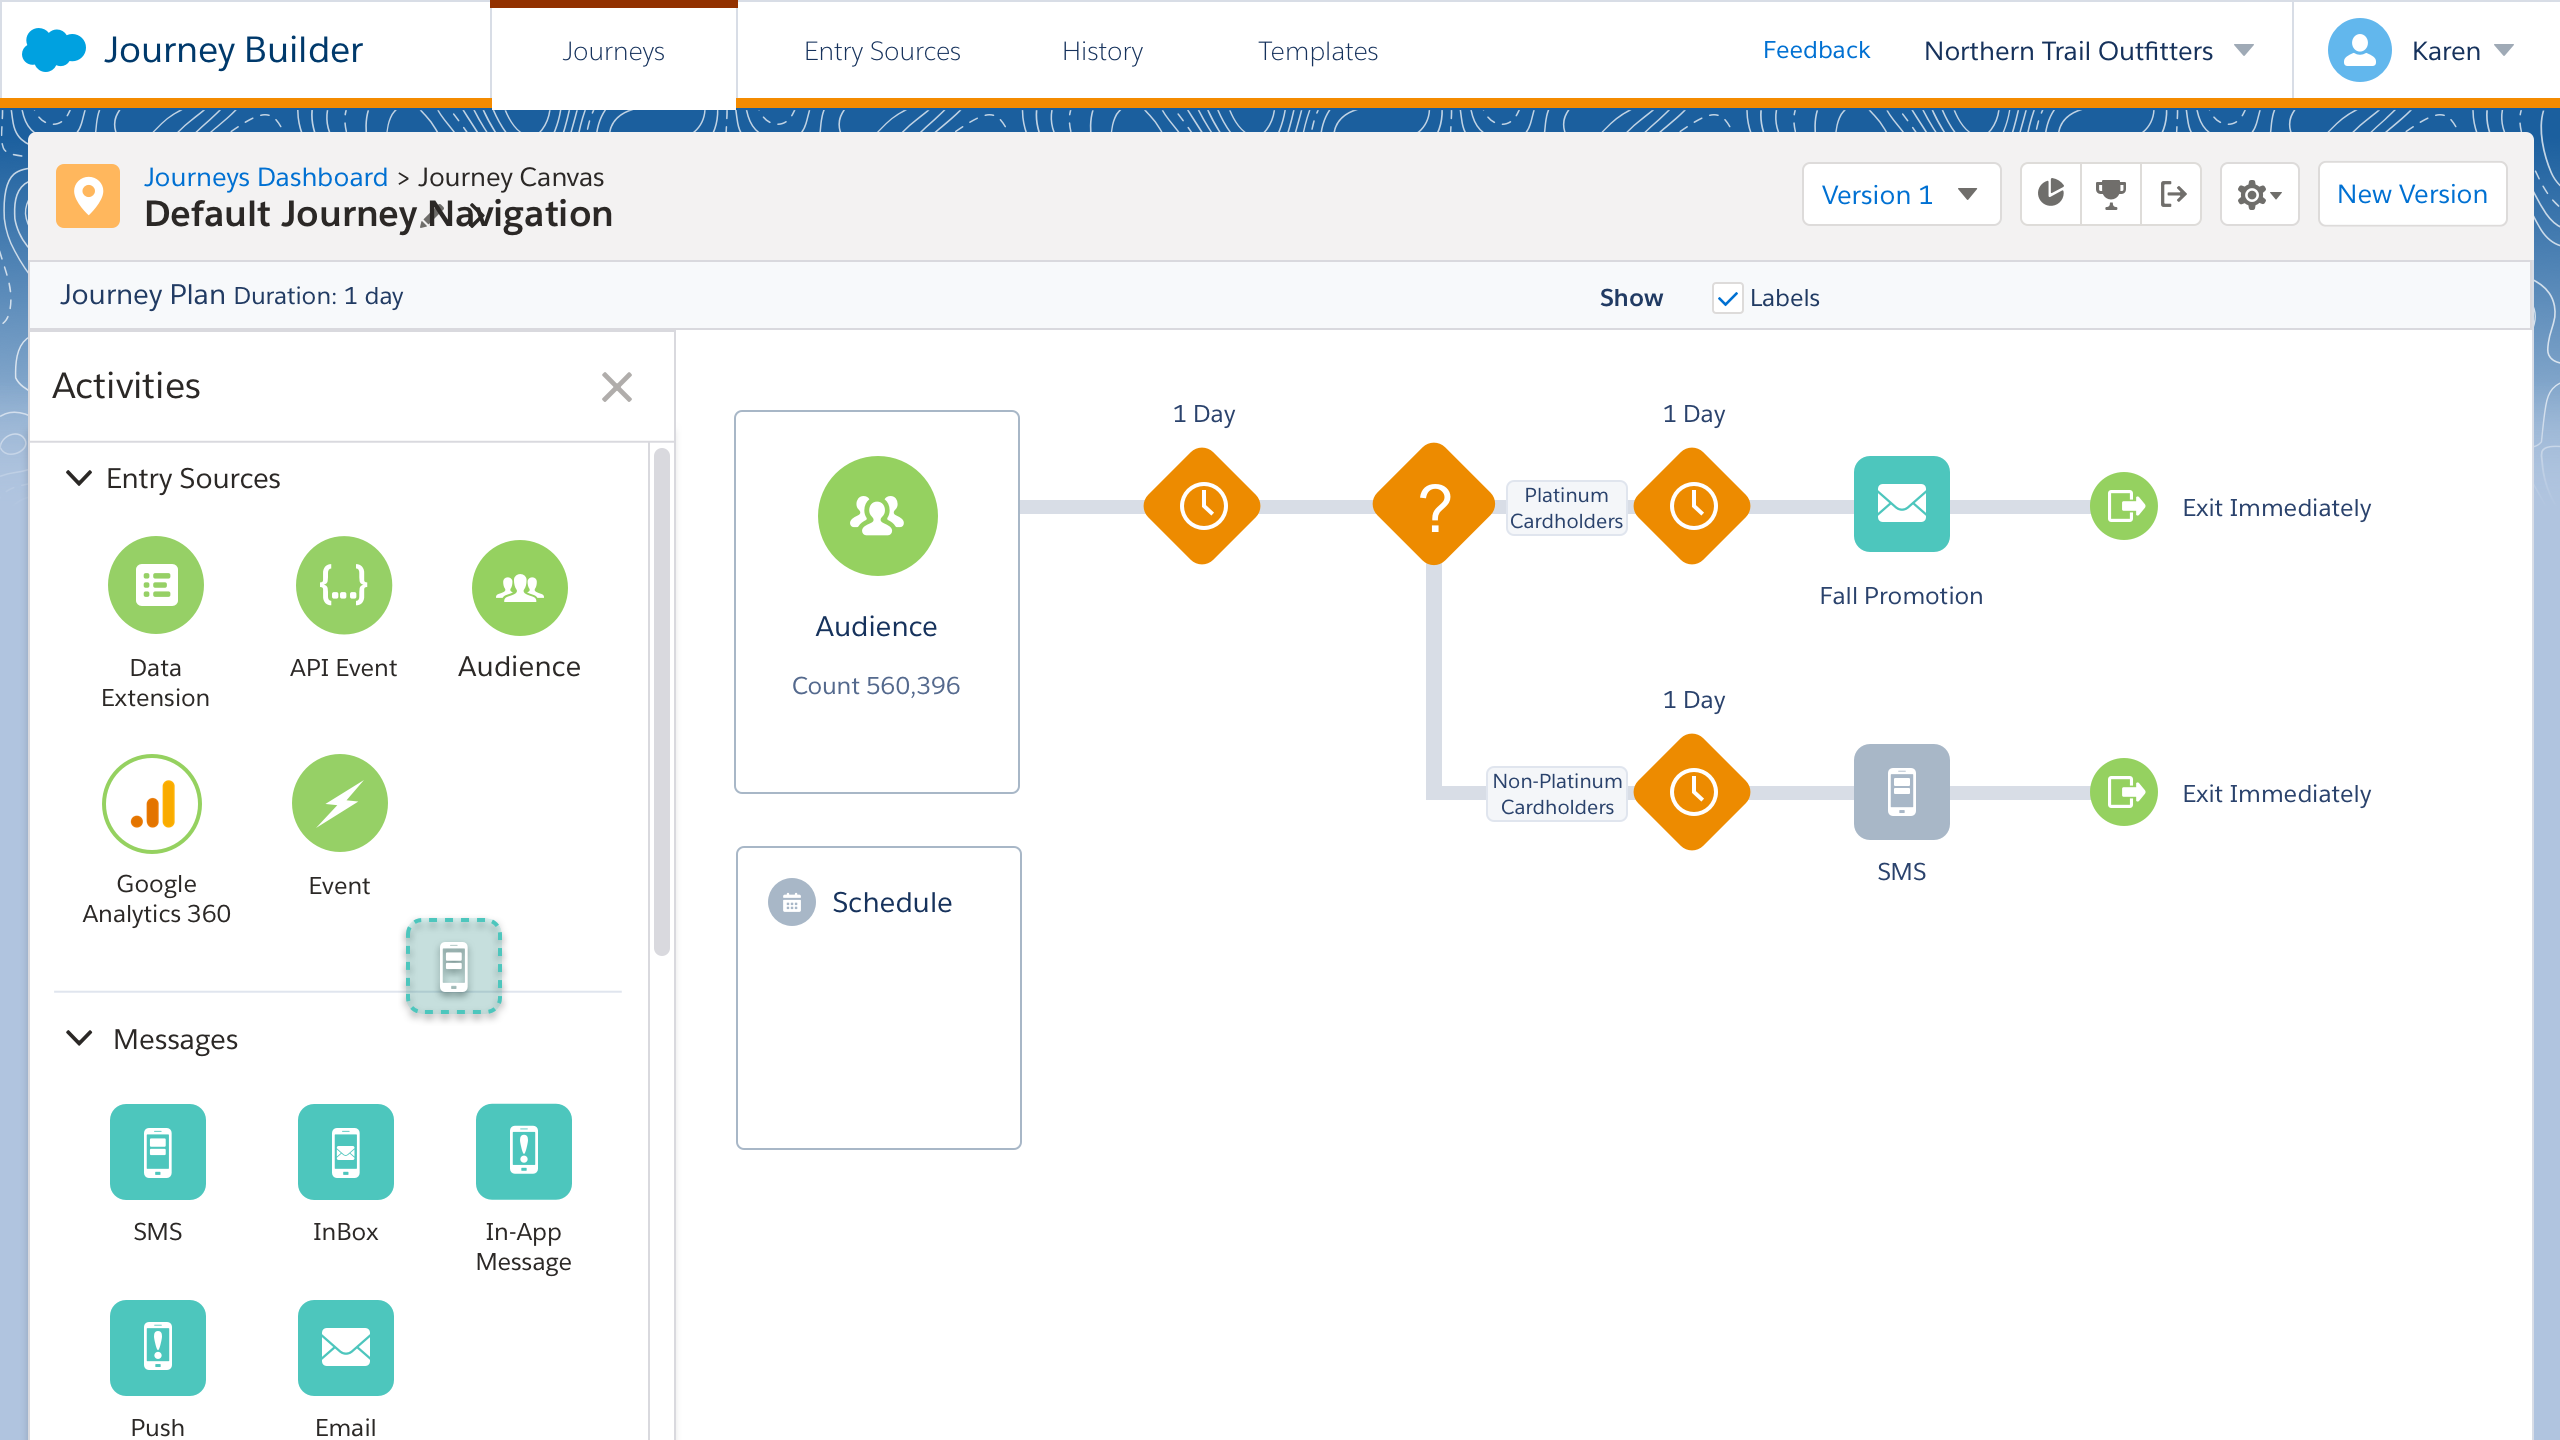 Journey Builder
Journeys
Entry Sources
History
Templates
Feedback
Northern Trail Outfitters
Karen
Journeys Dashboard > Journey Canvas
Default Journey Navigation
Version 1
New Version
Journey Plan Duration: 1 day
Show
Labels
Activities
Entry Sources
Data
Extension
API Event
Audience
Google
Analytics 360
Event
Messages
SMS
InBox
In-App
Message
Push
Email
Audience
Count 560,396
Schedule
1 Day
?
Platinum
Cardholders
1 Day
Fall Promotion
Exit Immediately
Non-Platinum
Cardholders
1 Day
SMS
Exit Immediately